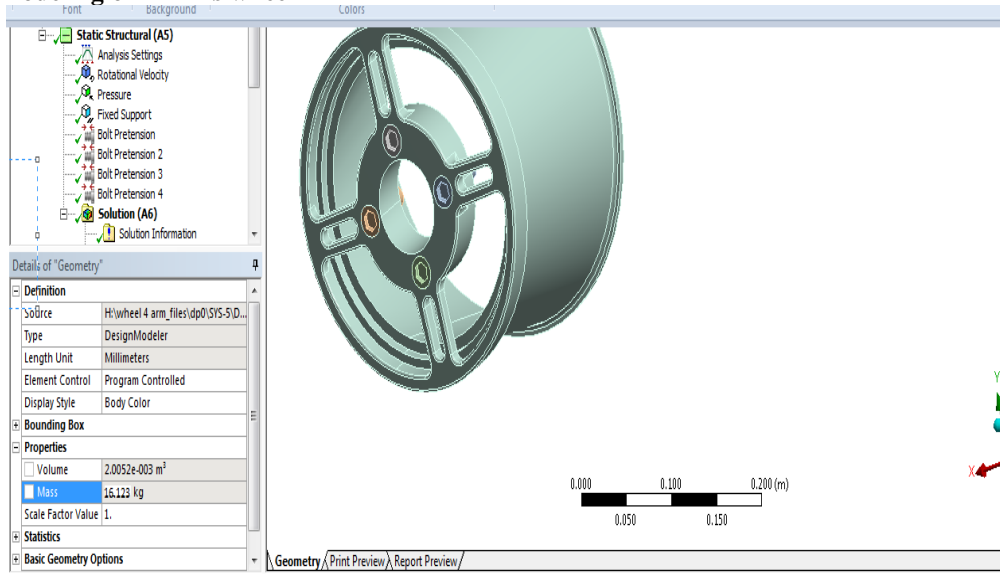 Font Background Colors
Static Structural (A5)
Analysis Settings
Rotational Velocity
Pressure
Fixed Support
Bolt Pretension
Bolt Pretension 2
Bolt Pretension 3
Bolt Pretension 4
Solution (A6)
Solution Information
Details of "Geometry"
Definition
Source H:\wheel 4 arm_files\dp0\SYS-5\D...
Type DesignModeler
Length Unit Millimeters
Element Control Program Controlled
Display Style Body Color
Bounding Box
Properties
Volume 2.0052e-003 m³
Mass 16.123 kg
Scale Factor Value 1.
Statistics
Basic Geometry Options
0.000 0.100 0.200 (m)
0.050 0.150
Y
X
Geometry Print Preview Report Preview